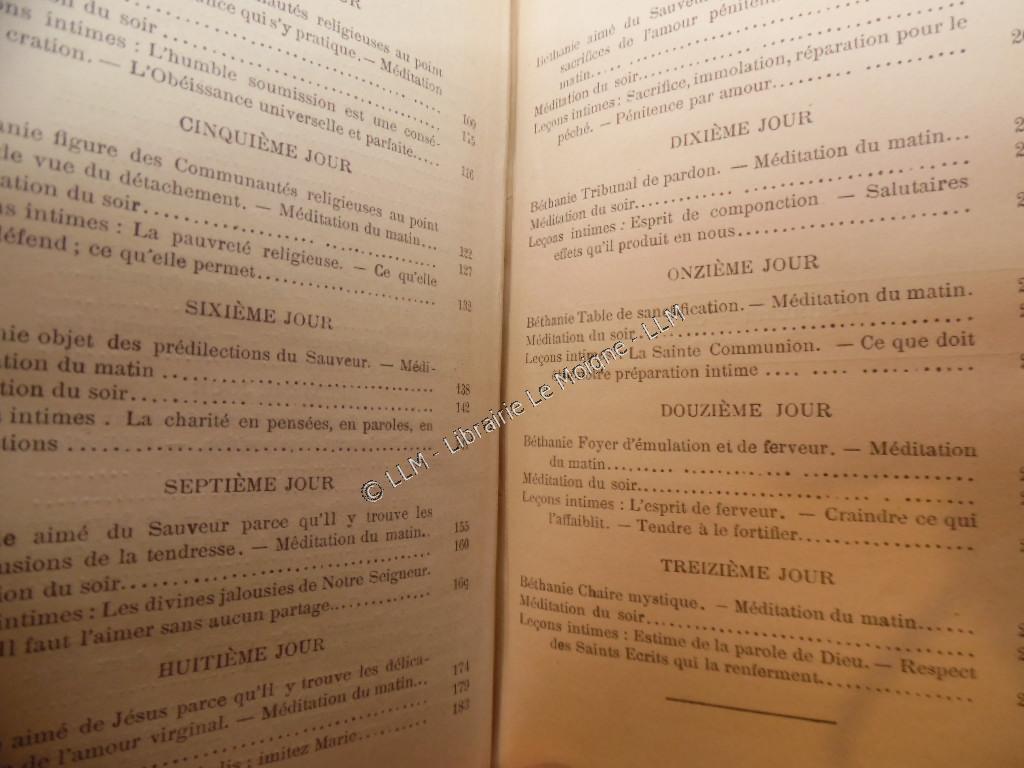 JOUR
religieuses au point
ance qui s'y pratique. — Méditation
du soir
ons intimes : L'humble soumission est une consé-
cration. — L'Obéissance universelle et parfaite.....
109
115
116
CINQUIÈME JOUR
anie figure des Communautés religieuses au point
de vue du détachement. — Méditation du matin... 122
ation du soir........ 127
ns intimes : La pauvreté religieuse. — Ce qu'elle
défend ; ce qu'elle permet........ 132
SIXIÈME JOUR
nie objet des prédilections du Sauveur. — Médi-
tation du matin ........ 138
tion du soir........ 142
s intimes . La charité en pensées, en paroles, en
ctions ........
SEPTIÈME JOUR
e aimé du Sauveur parce qu'Il y trouve les
usions de la tendresse. — Méditation du matin.. 155
ion du soir........ 160
intimes : Les divines jalousies de Notre Seigneur.
Il faut l'aimer sans aucun partage........ 169
HUITIÈME JOUR
aimé de Jésus parce qu'Il y trouve les délica-
de l'amour virginal. — Méditation du matin... 174
179
imitez Marie........ 183
Béthanie aimé du Sauveur
sacrifices de l'amour
matin........
Méditation du soir........
Leçons intimes : Sacrifice, immolation, réparation pour le
péché. — Pénitence par amour........
DIXIÈME JOUR
Béthanie Tribunal de pardon. — Méditation du matin...
Méditation du soir........
Leçons intimes : Esprit de componction — Salutaires
effets qu'il produit en nous........
ONZIÈME JOUR
Béthanie Table de sanctification. — Méditation du matin.
Méditation du soir........
Leçons intimes — La Sainte Communion. — Ce que doit
être notre préparation intime ........
DOUZIÈME JOUR
Béthanie Foyer d'émulation et de ferveur. — Méditation
du matin........
Méditation du soir........
Leçons intimes : L'esprit de ferveur. — Craindre ce qui
l'affaiblit. — Tendre à le fortifier........
TREIZIÈME JOUR
Béthanie Chaire mystique. — Méditation du matin......
Méditation du soir........
Leçons intimes : Estime de la parole de Dieu. — Respect
des Saints Ecrits qui la renferment........
© LLM - Librairie Le Moïone - LLM